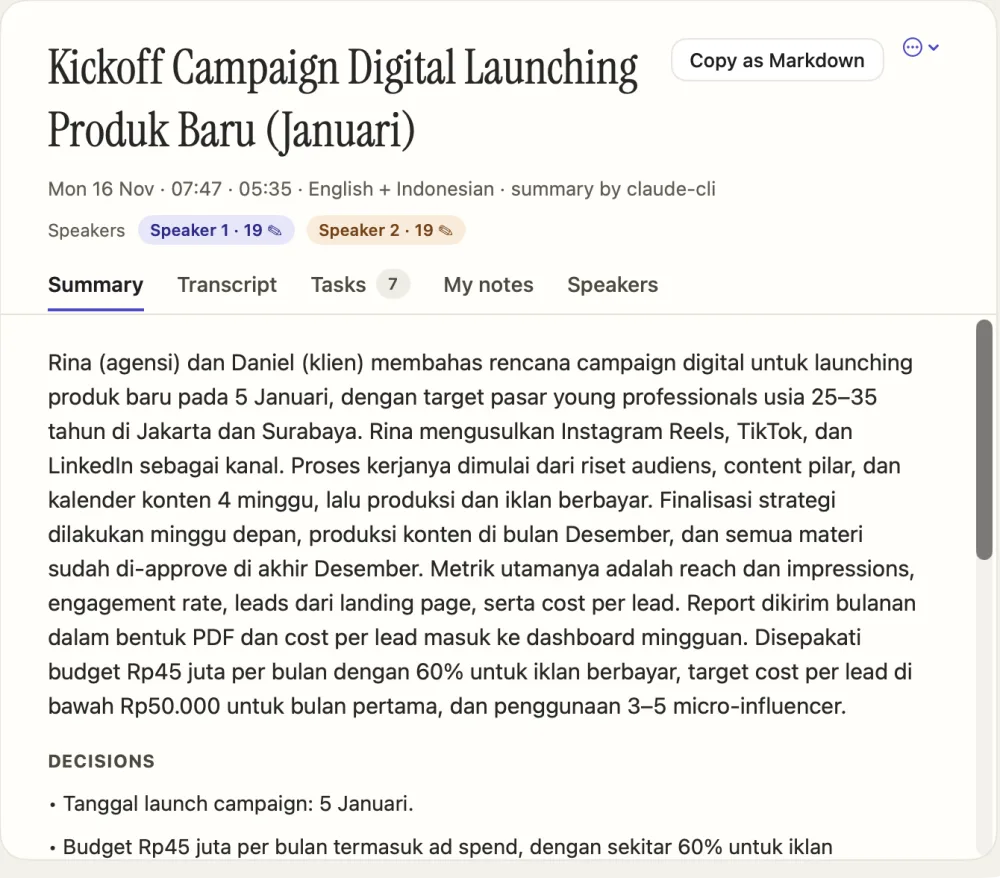 Kickoff Campaign Digital Launching
Produk Baru (Januari)
Copy as Markdown
Mon 16 Nov · 07:47 · 05:35 · English + Indonesian · summary by claude-cli
Speakers Speaker 1 · 19 ✎ Speaker 2 · 19 ✎
Summary Transcript Tasks 7 My notes Speakers
Rina (agensi) dan Daniel (klien) membahas rencana campaign digital untuk launching
produk baru pada 5 Januari, dengan target pasar young professionals usia 25–35
tahun di Jakarta dan Surabaya. Rina mengusulkan Instagram Reels, TikTok, dan
LinkedIn sebagai kanal. Proses kerjanya dimulai dari riset audiens, content pilar, dan
kalender konten 4 minggu, lalu produksi dan iklan berbayar. Finalisasi strategi
dilakukan minggu depan, produksi konten di bulan Desember, dan semua materi
sudah di-approve di akhir Desember. Metrik utamanya adalah reach dan impressions,
engagement rate, leads dari landing page, serta cost per lead. Report dikirim bulanan
dalam bentuk PDF dan cost per lead masuk ke dashboard mingguan. Disepakati
budget Rp45 juta per bulan dengan 60% untuk iklan berbayar, target cost per lead di
bawah Rp50.000 untuk bulan pertama, dan penggunaan 3–5 micro-influencer.
DECISIONS
• Tanggal launch campaign: 5 Januari.
• Budget Rp45 juta per bulan termasuk ad spend, dengan sekitar 60% untuk iklan